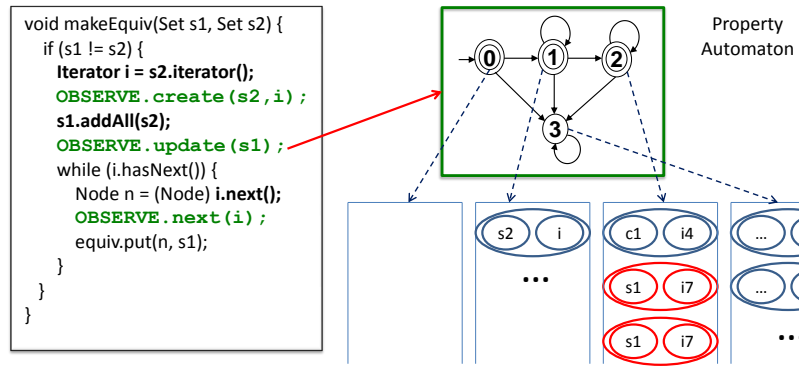 void makeEquiv(Set s1, Set s2) {
if (s1 != s2) {
Iterator i = s2.iterator();
OBSERVE.create(s2,i);
s1.addAll(s2);
OBSERVE.update(s1);
while (i.hasNext()) {
Node n = (Node) i.next();
OBSERVE.next(i);
equiv.put(n, s1);
}
}
}
Property
Automaton
0 1 2
3
s2 i c1 i4 ... ...
... s1 i7 ... ...
s1 i7 ...